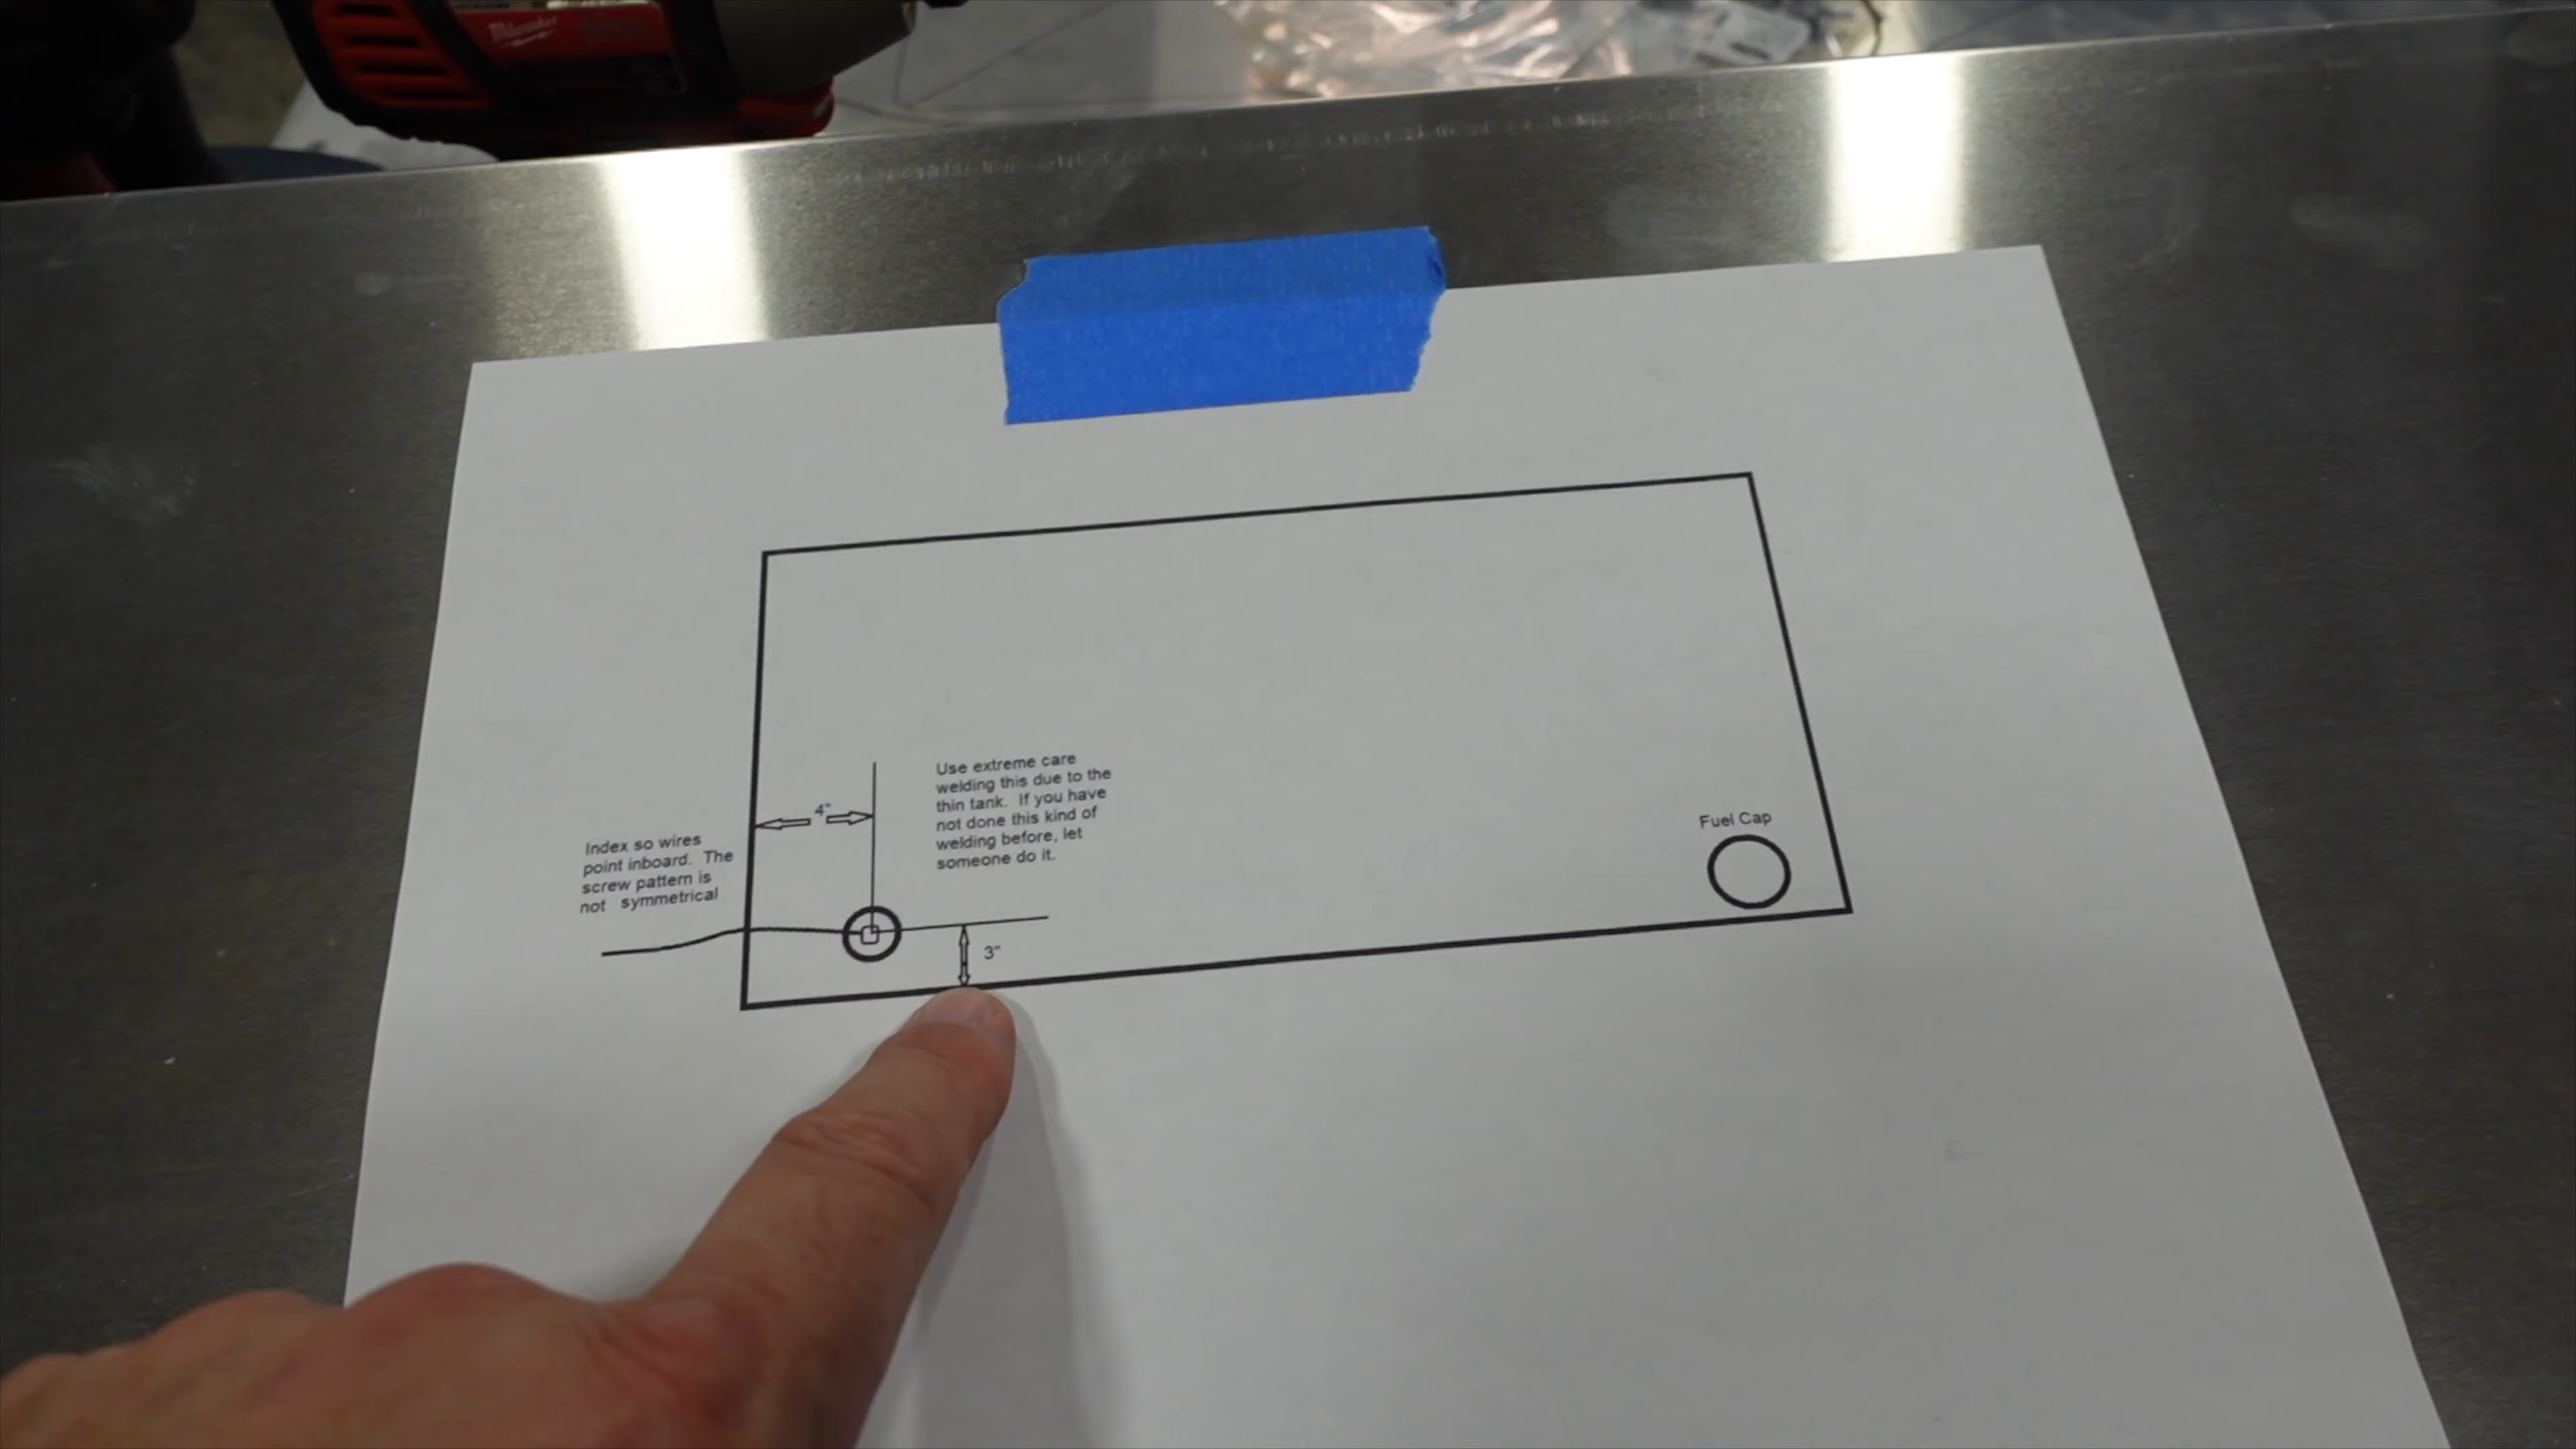 Milwaukee
Use extreme care
welding this due to the
thin tank. If you have
not done this kind of
welding before, let
someone do it.
4"
Index so wires
point inboard. The
screw pattern is
not symmetrical
3"
Fuel Cap